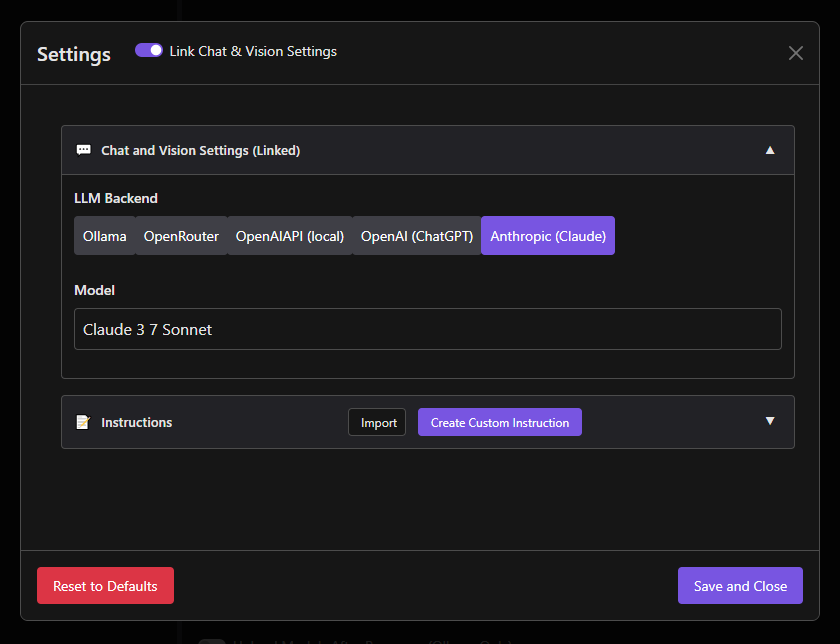 Settings
Link Chat & Vision Settings
Chat and Vision Settings (Linked)
LLM Backend
Ollama OpenRouter OpenAIAPI (local) OpenAI (ChatGPT) Anthropic (Claude)
Model
Claude 3 7 Sonnet
Instructions Import Create Custom Instruction
Reset to Defaults Save and Close